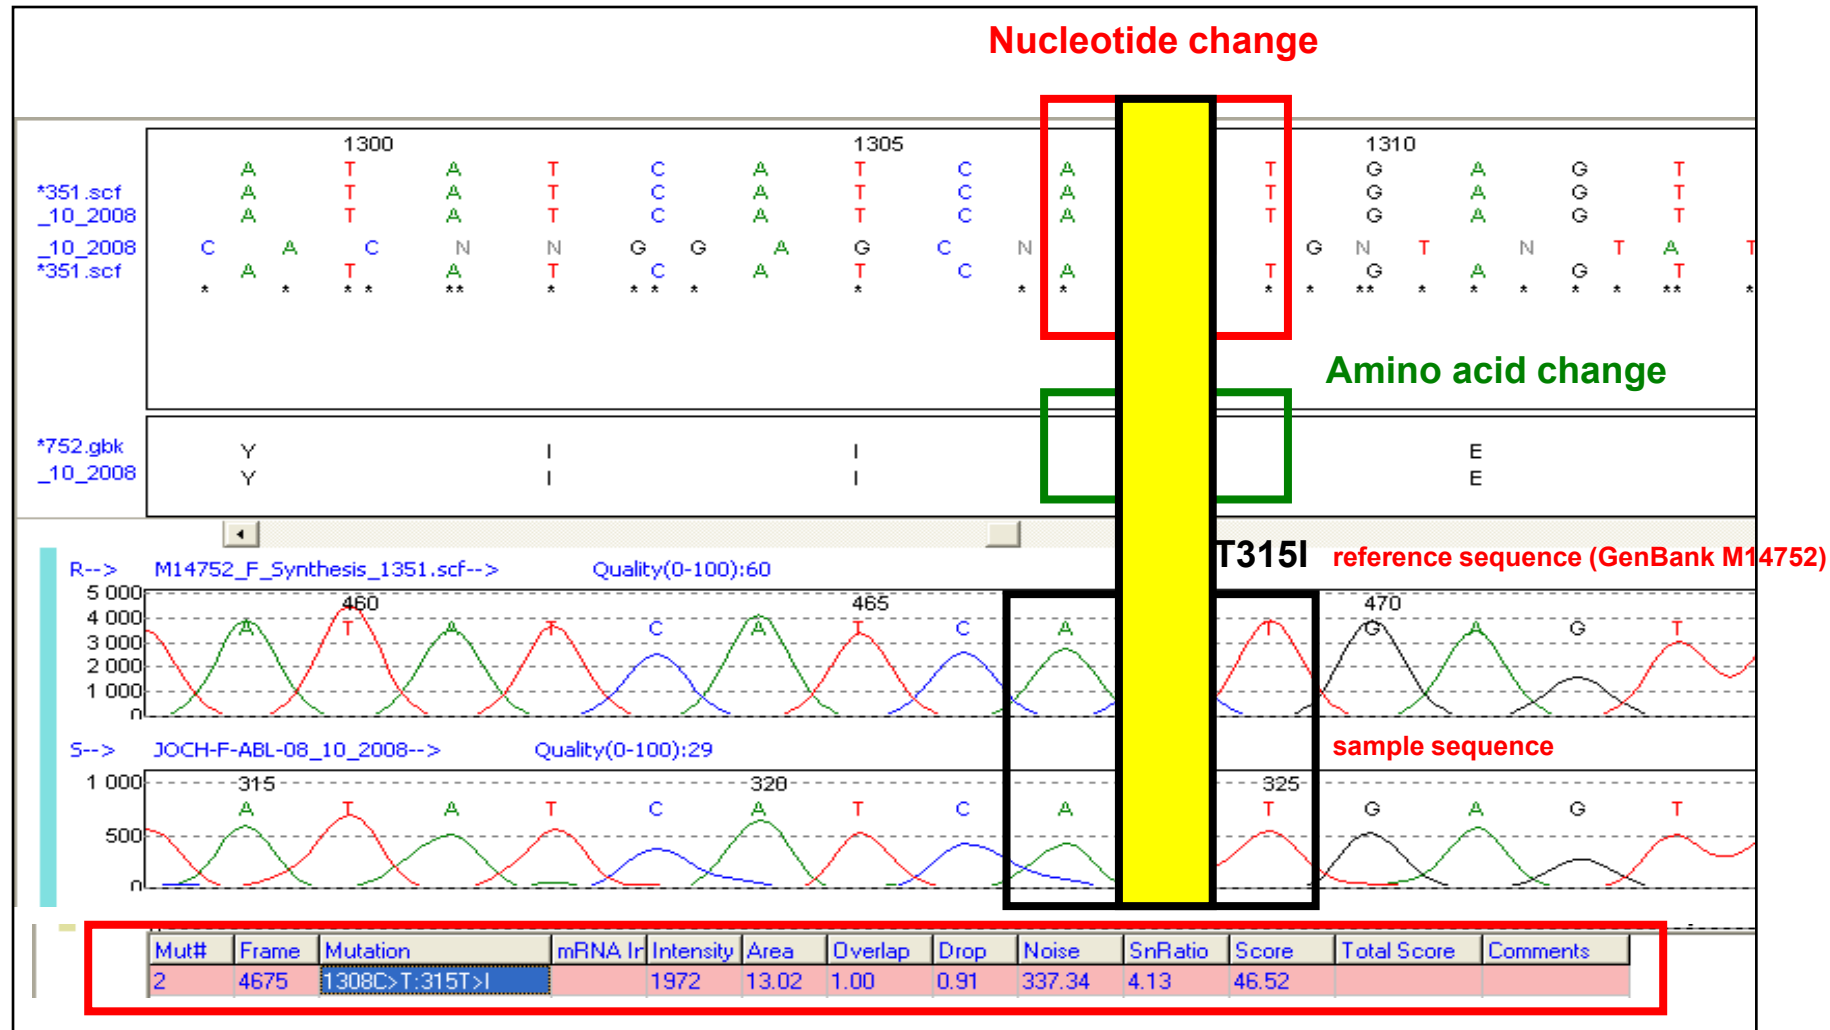 Nucleotide change
1300 1305 1310
A T A T C A T C A T G A G T
*351.scf A T A T C A T C A T G A G T
_10_2008 A T A T C A T C A T G A G T
_10_2008 C A C N N G G A G C N A G N T N T A T
*351.scf A T A T C A T C A T G A G T
* * * * ** * * * * * * * * * ** * * * * * ** *
Amino acid change
*752.gbk Y I I E
_10_2008 Y I I E
T315I reference sequence (GenBank M14752)
R--> M14752_F_Synthesis_1351.scf--> Quality(0-100):60
5 000 460 465 470
4 000 A T A T C A T C A T G A G T
3 000
2 000
1 000
0
S--> JOCH-F-ABL-08_10_2008--> Quality(0-100):29 sample sequence
1 000 315 320 325
A T A T C A T C A T G A G T
500
0
Mut# Frame Mutation mRNA Ir Intensity Area Overlap Drop Noise SnRatio Score Total Score Comments
2 4675 1308C>T:315T>I 1972 13.02 1.00 0.91 337.34 4.13 46.52